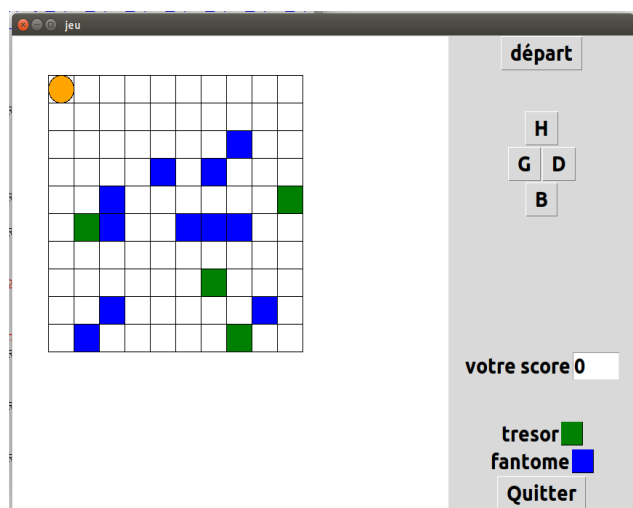 jeu
départ
H
G D
B
votre score 0
tresor
fantome
Quitter